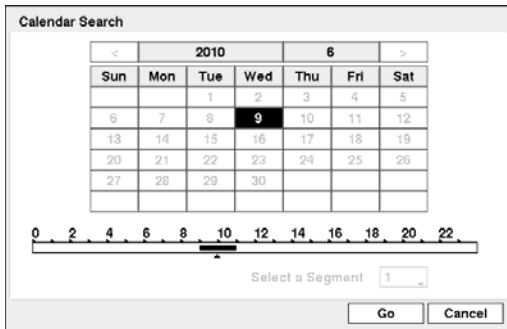 Calendar Search
< 2010 6 >
Sun Mon Tue Wed Thu Fri Sat
1 2 3 4 5
6 7 8 9 10 11 12
13 14 15 16 17 18 19
20 21 22 23 24 25 26
27 28 29 30
0 2 4 6 8 10 12 14 16 18 20 22
Select a Segment 1
Go Cancel